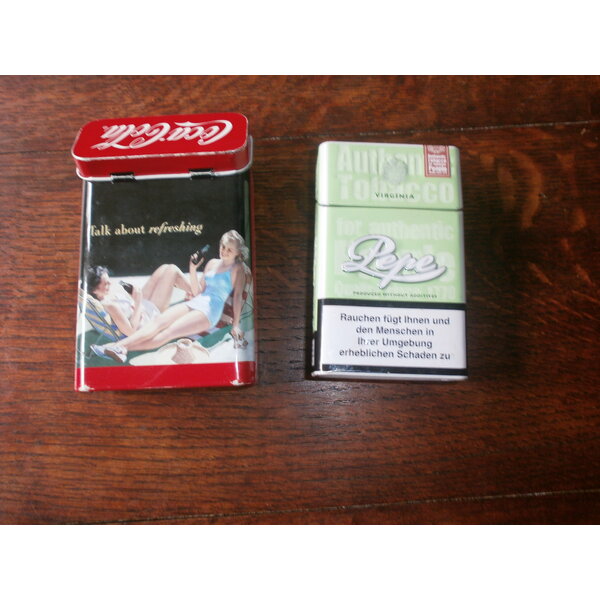 Coca-Cola
Talk about refreshing
Authentic
Tobacco
VIRGINIA
for authentic
Pepe
PRODUCED WITHOUT ADDITIVES
Rauchen fügt Ihnen und
den Menschen in
Ihrer Umgebung
erheblichen Schaden zu